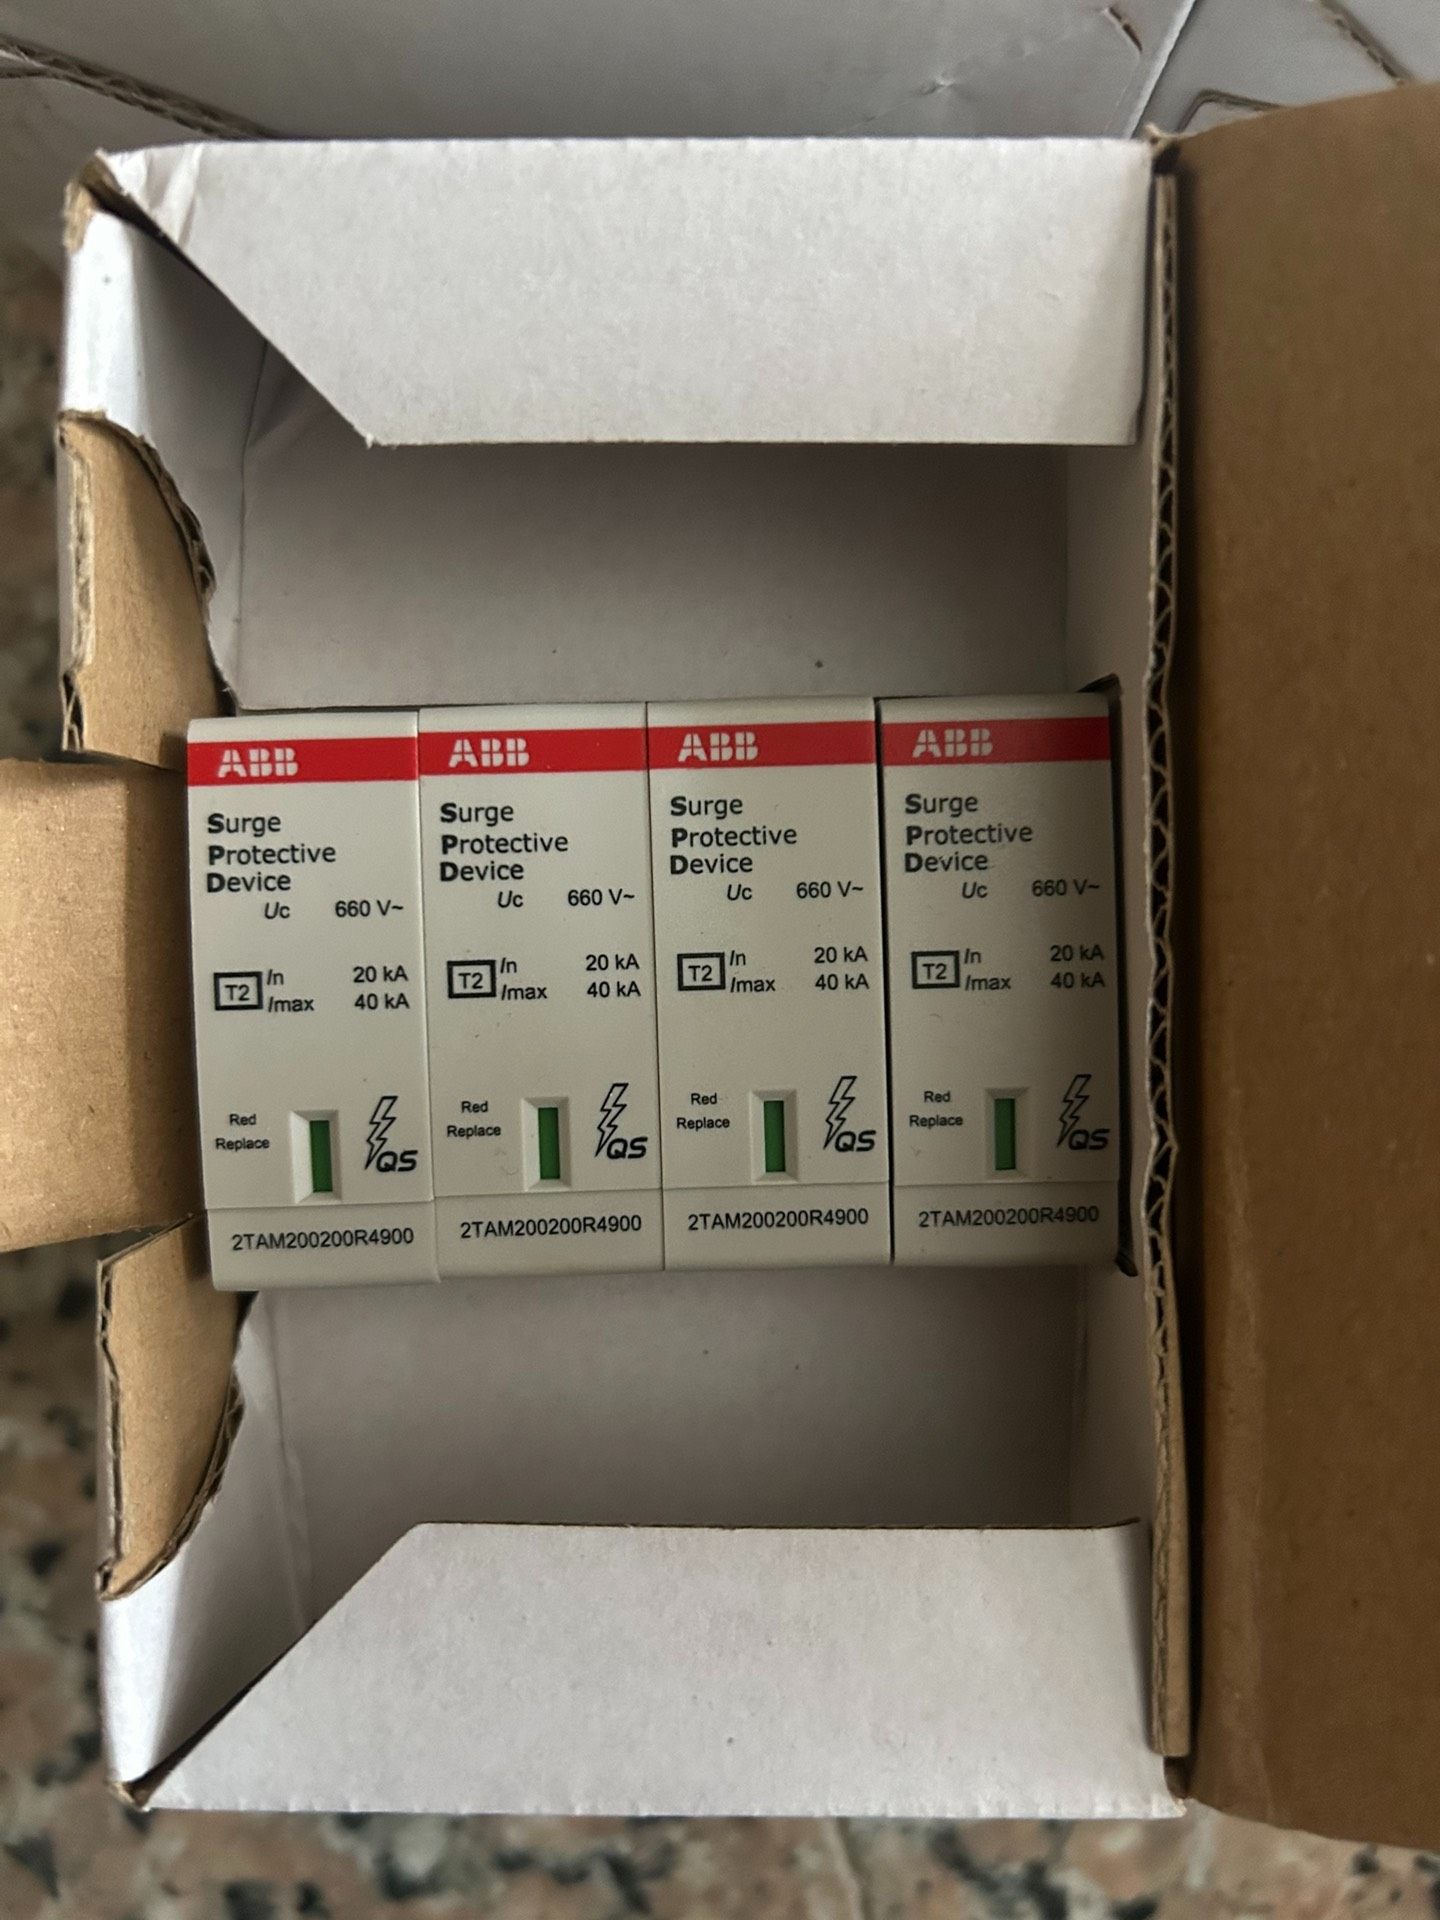 ABB
Surge
Protective
Device
Uc 660 V~
T2 In 20 kA
Imax 40 kA
Red
Replace
QS
2TAM200200R4900
ABB
Surge
Protective
Device
Uc 660 V~
T2 In 20 kA
Imax 40 kA
Red
Replace
QS
2TAM200200R4900
ABB
Surge
Protective
Device
Uc 660 V~
T2 In 20 kA
Imax 40 kA
Red
Replace
QS
2TAM200200R4900
ABB
Surge
Protective
Device
Uc 660 V~
T2 In 20 kA
Imax 40 kA
Red
Replace
QS
2TAM200200R4900